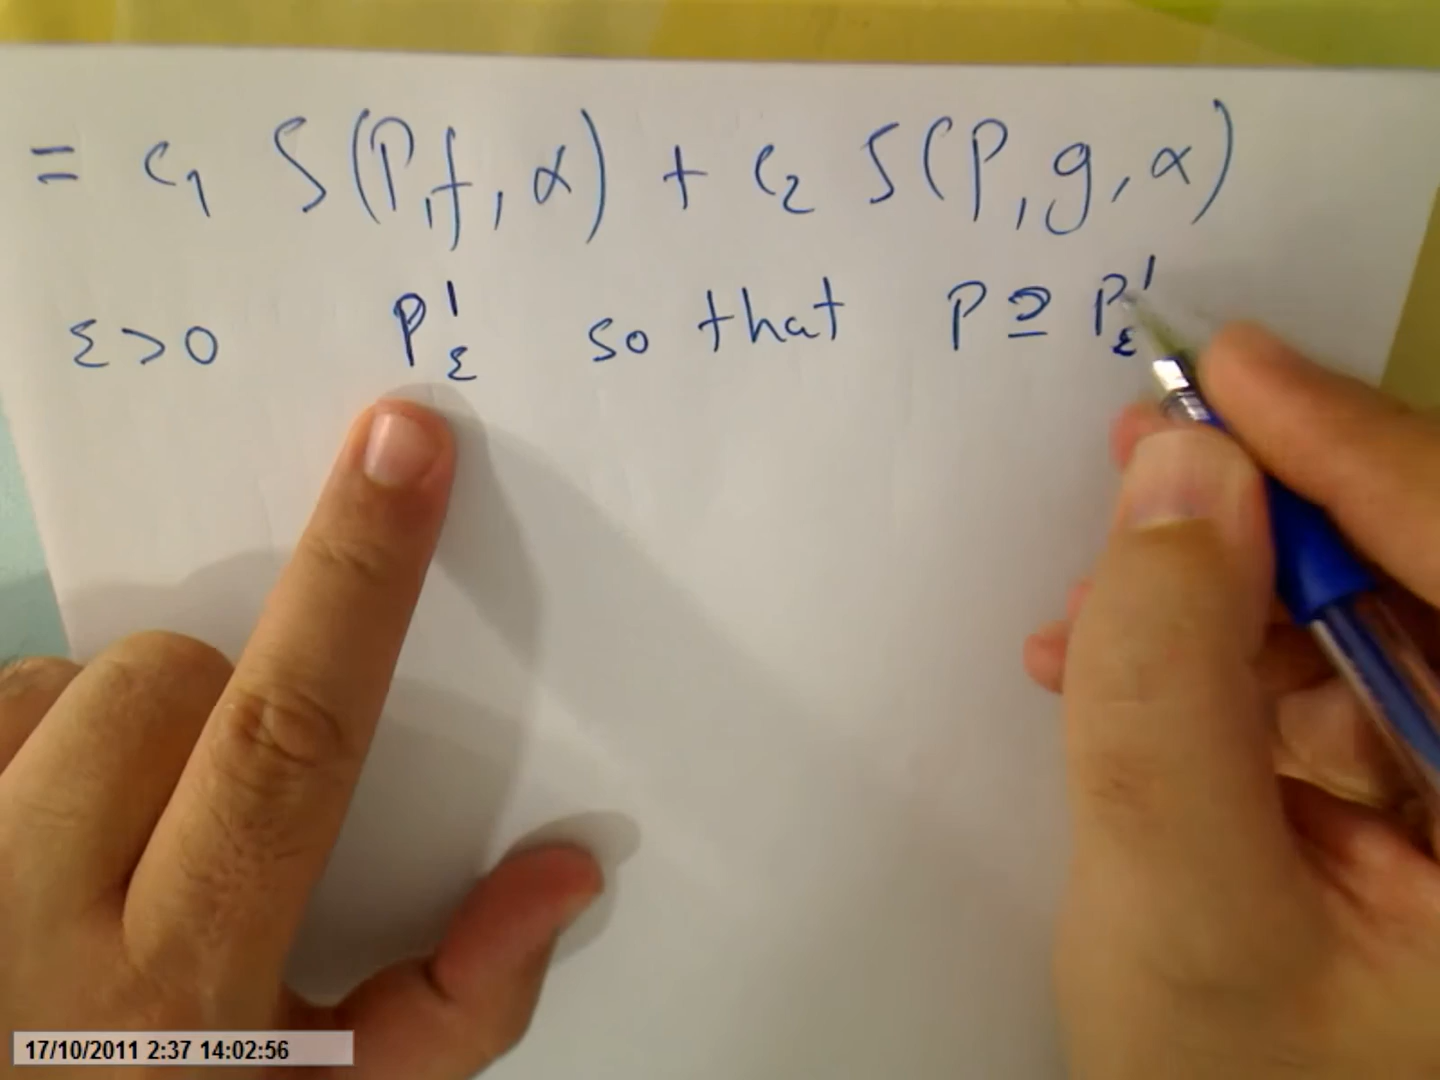 = c₁ S(P, f, α) + c₂ S(P, g, α)
ε > 0 P'ε so that P ⊇ P'ε
17/10/2011 2:37 14:02:56